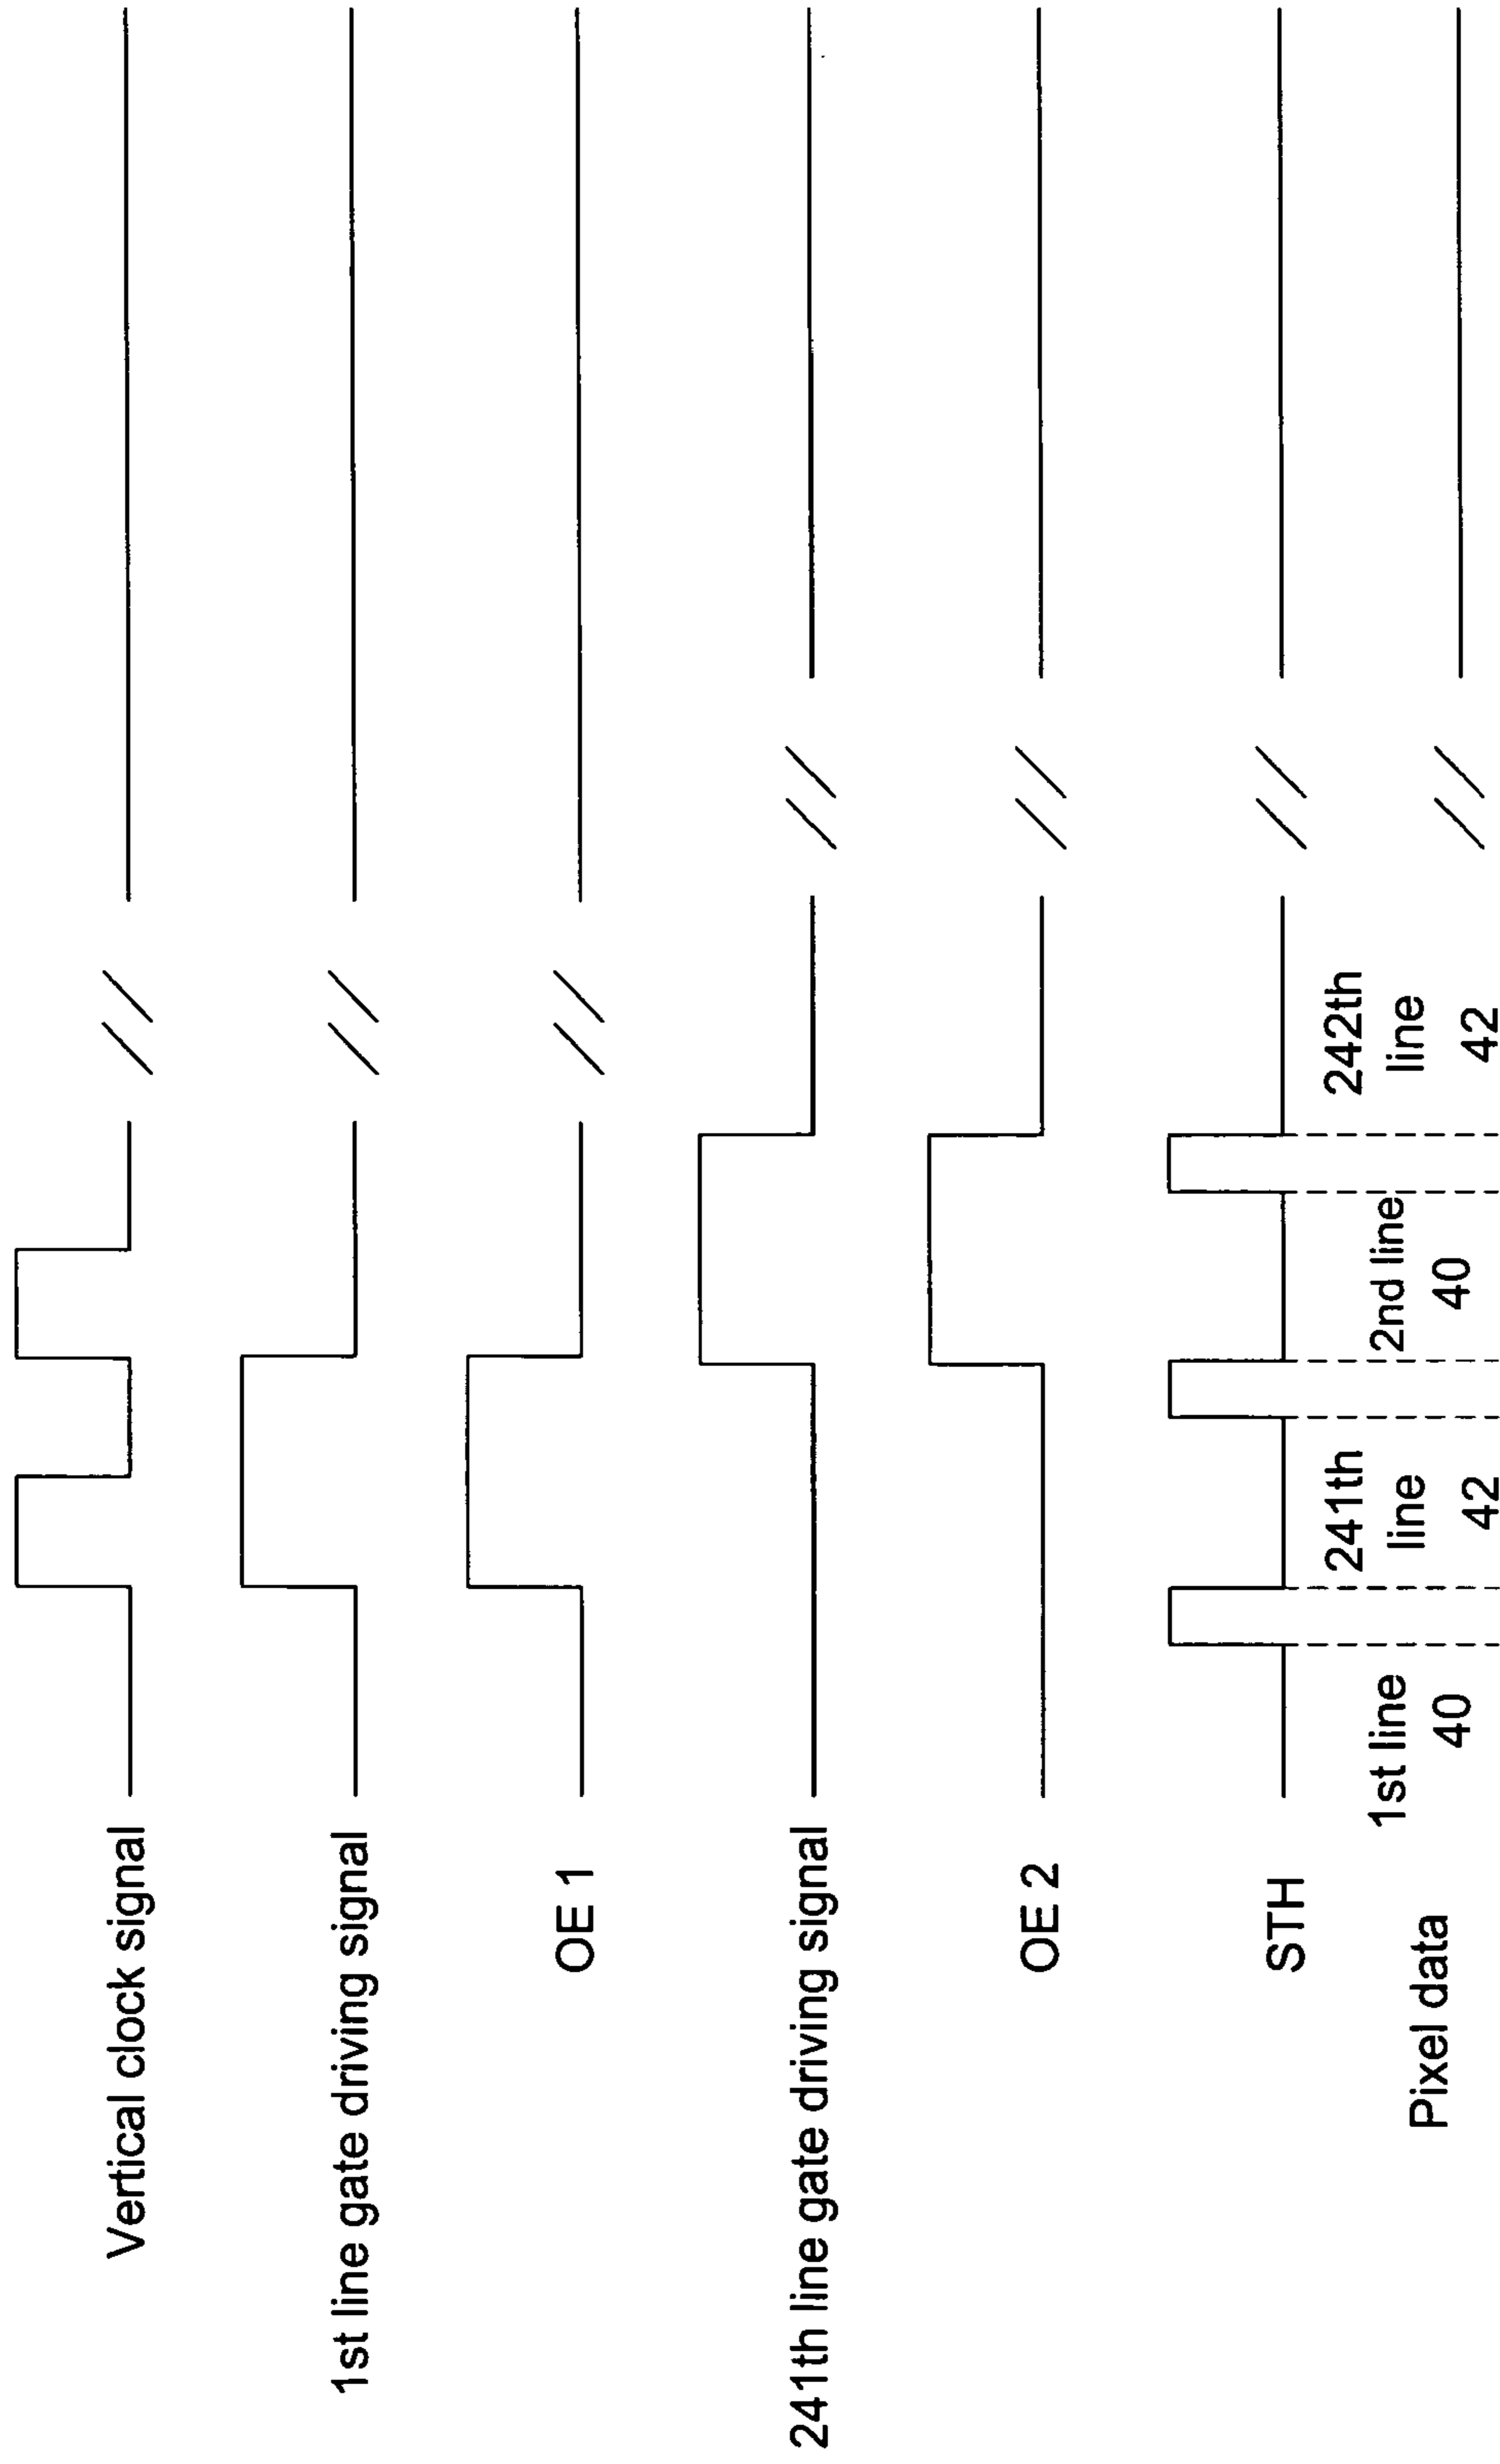 Vertical clock signal
1st line gate driving signal
OE 1
241th line gate driving signal
OE 2
STH
Pixel data
1st line
40
241th
line
42
2nd line
40
242th
line
42